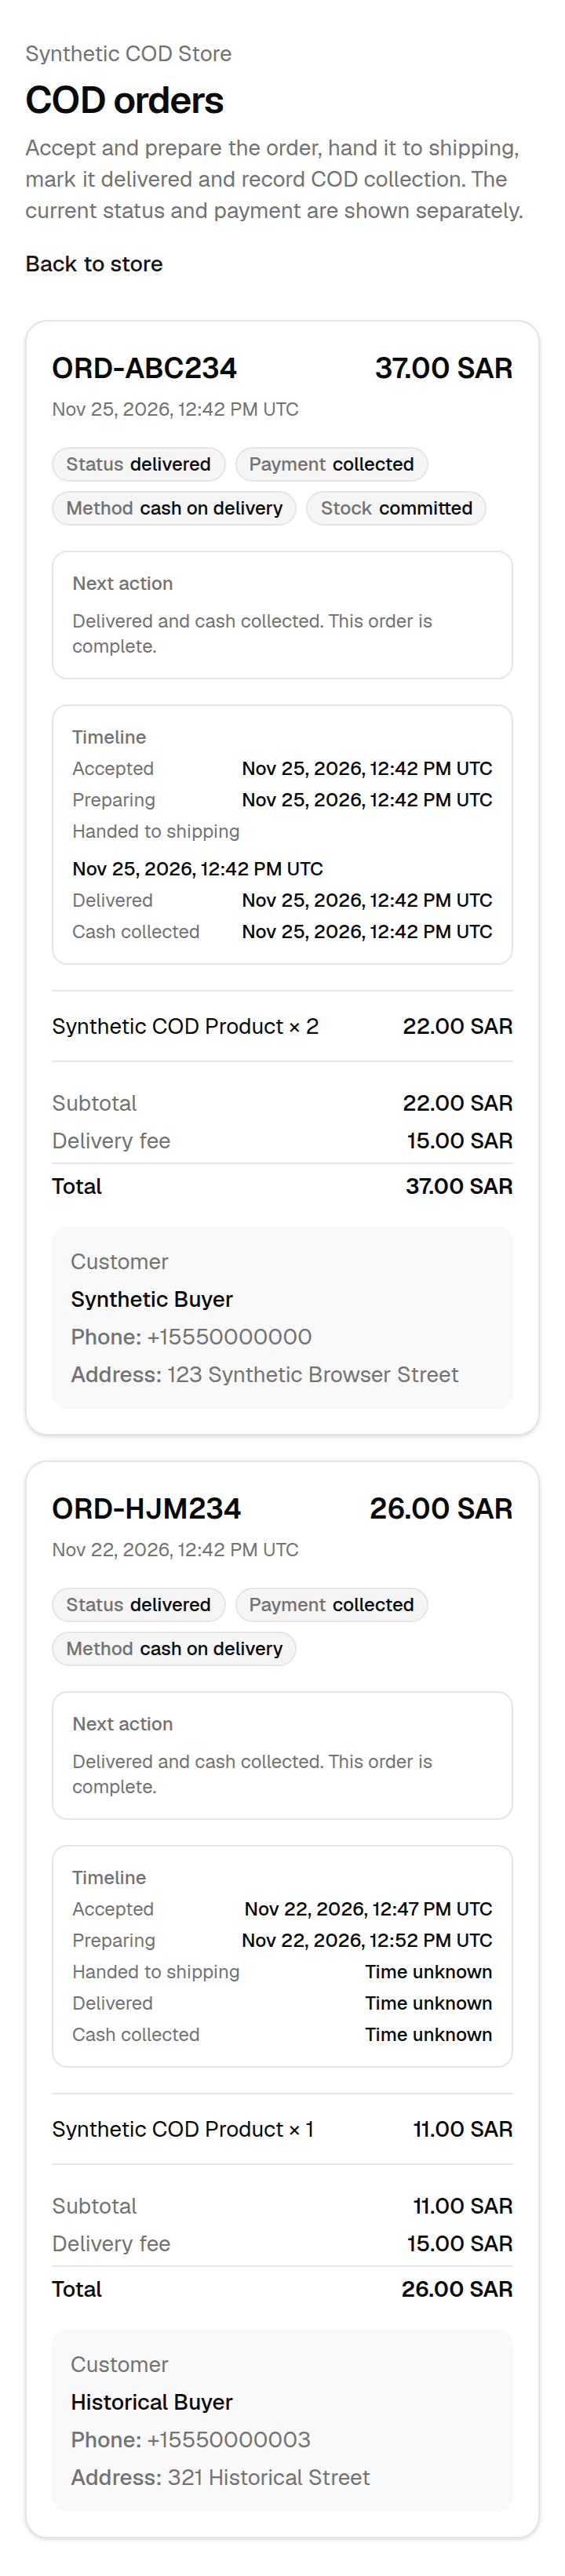 Synthetic COD Store
COD orders
Accept and prepare the order, hand it to shipping,
mark it delivered and record COD collection. The
current status and payment are shown separately.
Back to store
ORD-ABC234 37.00 SAR
Nov 25, 2026, 12:42 PM UTC
Status delivered Payment collected
Method cash on delivery Stock committed
Next action
Delivered and cash collected. This order is
complete.
Timeline
Accepted Nov 25, 2026, 12:42 PM UTC
Preparing Nov 25, 2026, 12:42 PM UTC
Handed to shipping
Nov 25, 2026, 12:42 PM UTC
Delivered Nov 25, 2026, 12:42 PM UTC
Cash collected Nov 25, 2026, 12:42 PM UTC
Synthetic COD Product × 2 22.00 SAR
Subtotal 22.00 SAR
Delivery fee 15.00 SAR
Total 37.00 SAR
Customer
Synthetic Buyer
Phone: +15550000000
Address: 123 Synthetic Browser Street
ORD-HJM234 26.00 SAR
Nov 22, 2026, 12:42 PM UTC
Status delivered Payment collected
Method cash on delivery
Next action
Delivered and cash collected. This order is
complete.
Timeline
Accepted Nov 22, 2026, 12:47 PM UTC
Preparing Nov 22, 2026, 12:52 PM UTC
Handed to shipping Time unknown
Delivered Time unknown
Cash collected Time unknown
Synthetic COD Product × 1 11.00 SAR
Subtotal 11.00 SAR
Delivery fee 15.00 SAR
Total 26.00 SAR
Customer
Historical Buyer
Phone: +15550000003
Address: 321 Historical Street